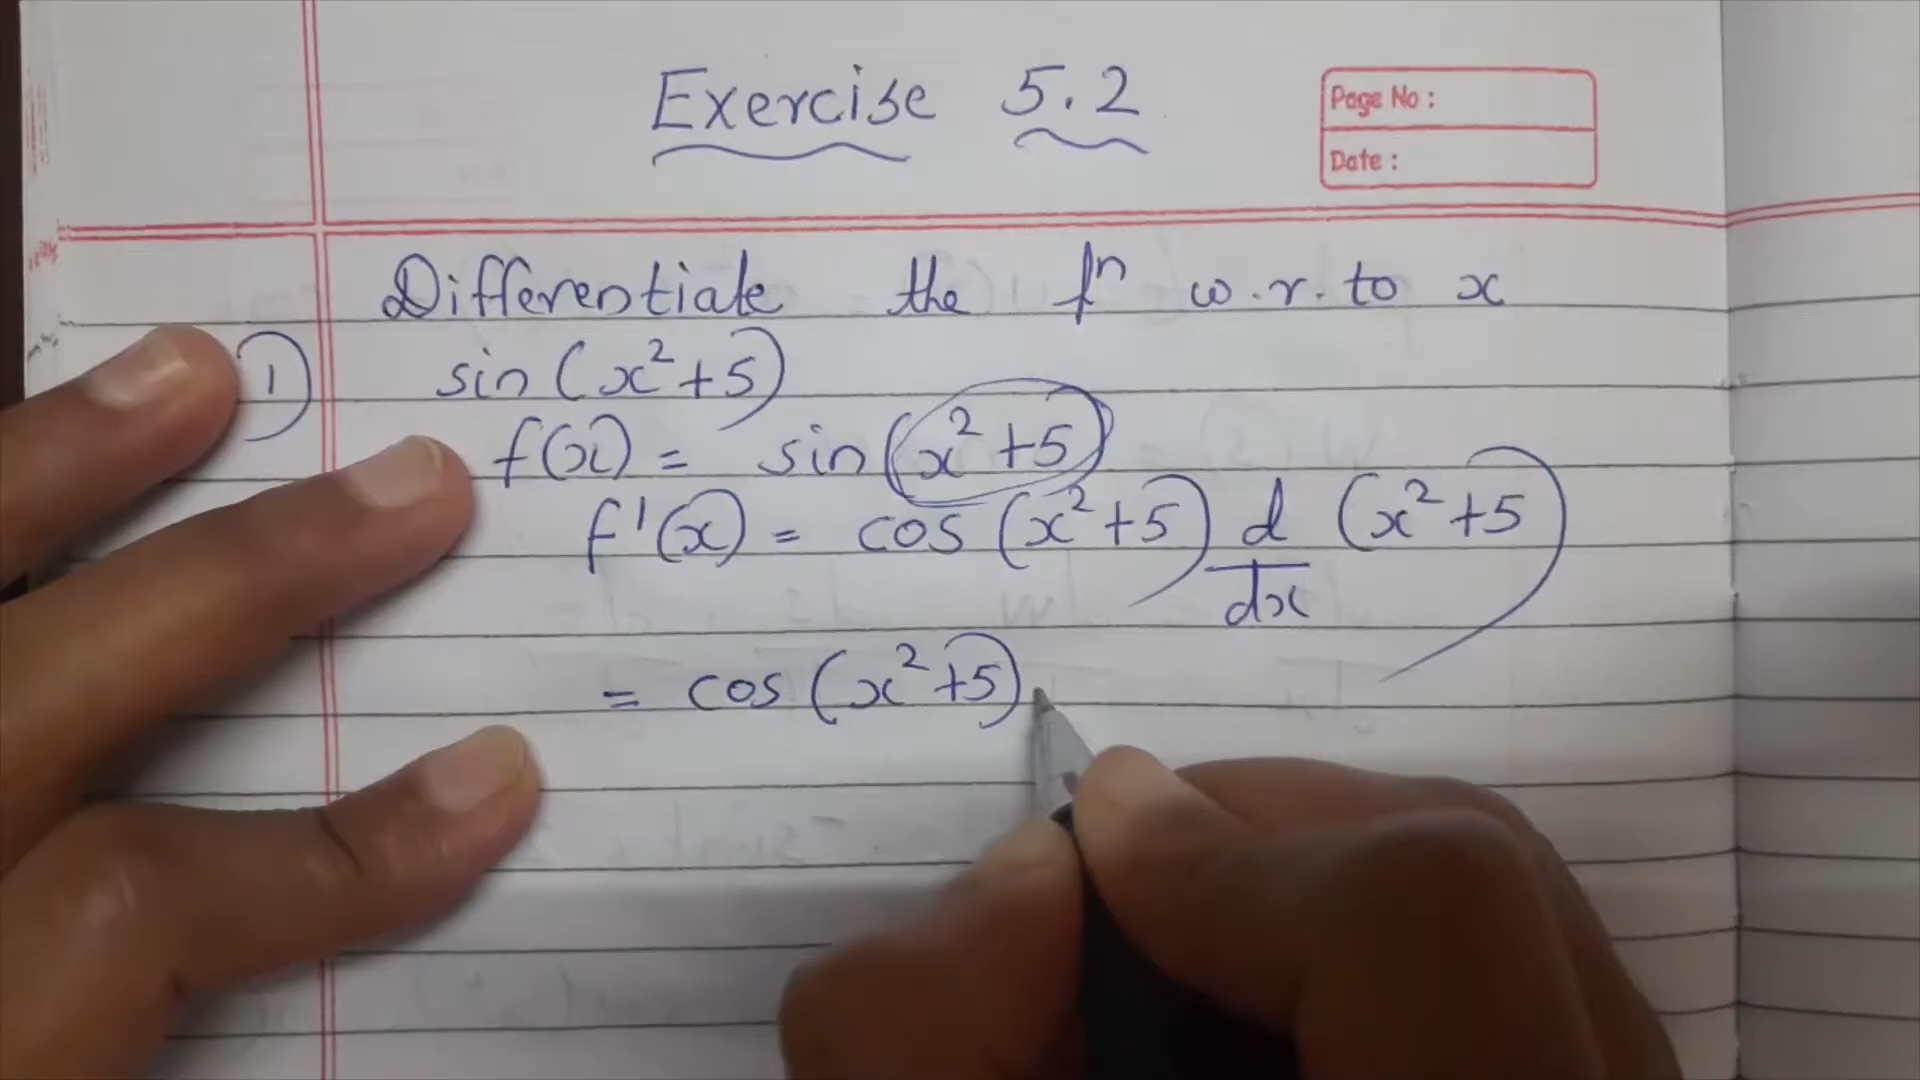 Exercise 5.2
Page No :
Date :
Differentiate the fⁿ w.r.to x
1) sin(x²+5)
f(x) = sin(x²+5)
f'(x) = cos(x²+5) d/dx (x²+5)
= cos(x²+5)